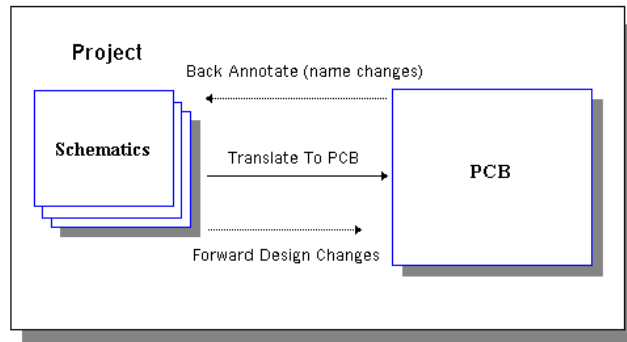 Project
Back Annotate (name changes)
Schematics
Translate To PCB
PCB
Forward Design Changes